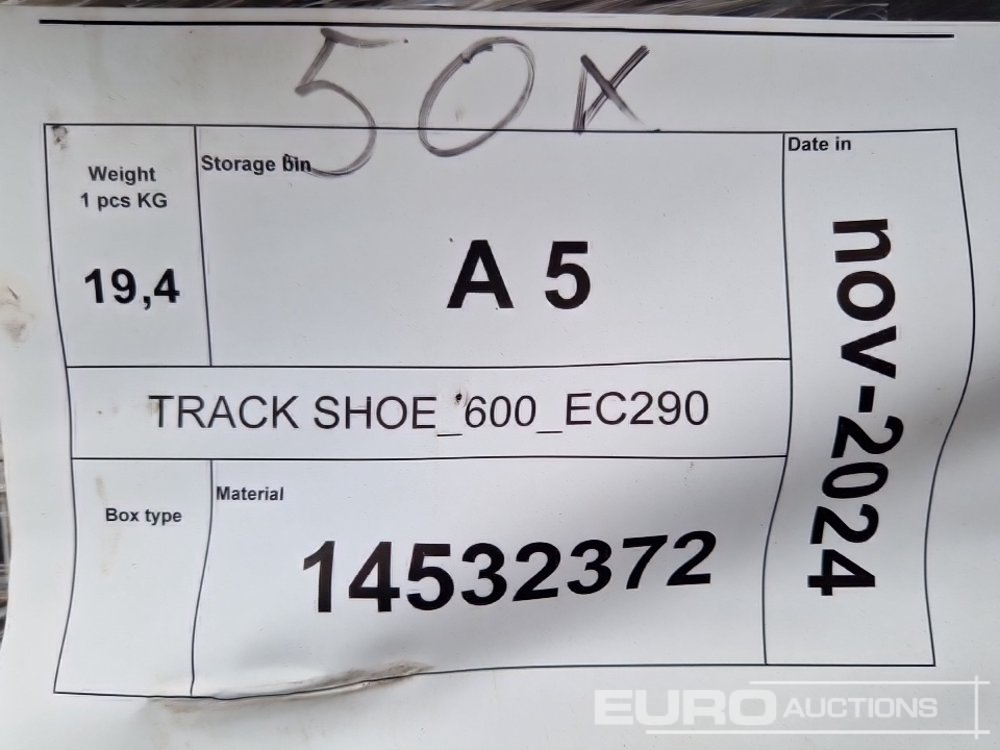 50x
Weight
1 pcs KG
19,4
Storage bin
A 5
Date in
nov-2024
TRACK SHOE_600_EC290
Box type
Material
14532372
EURO AUCTIONS